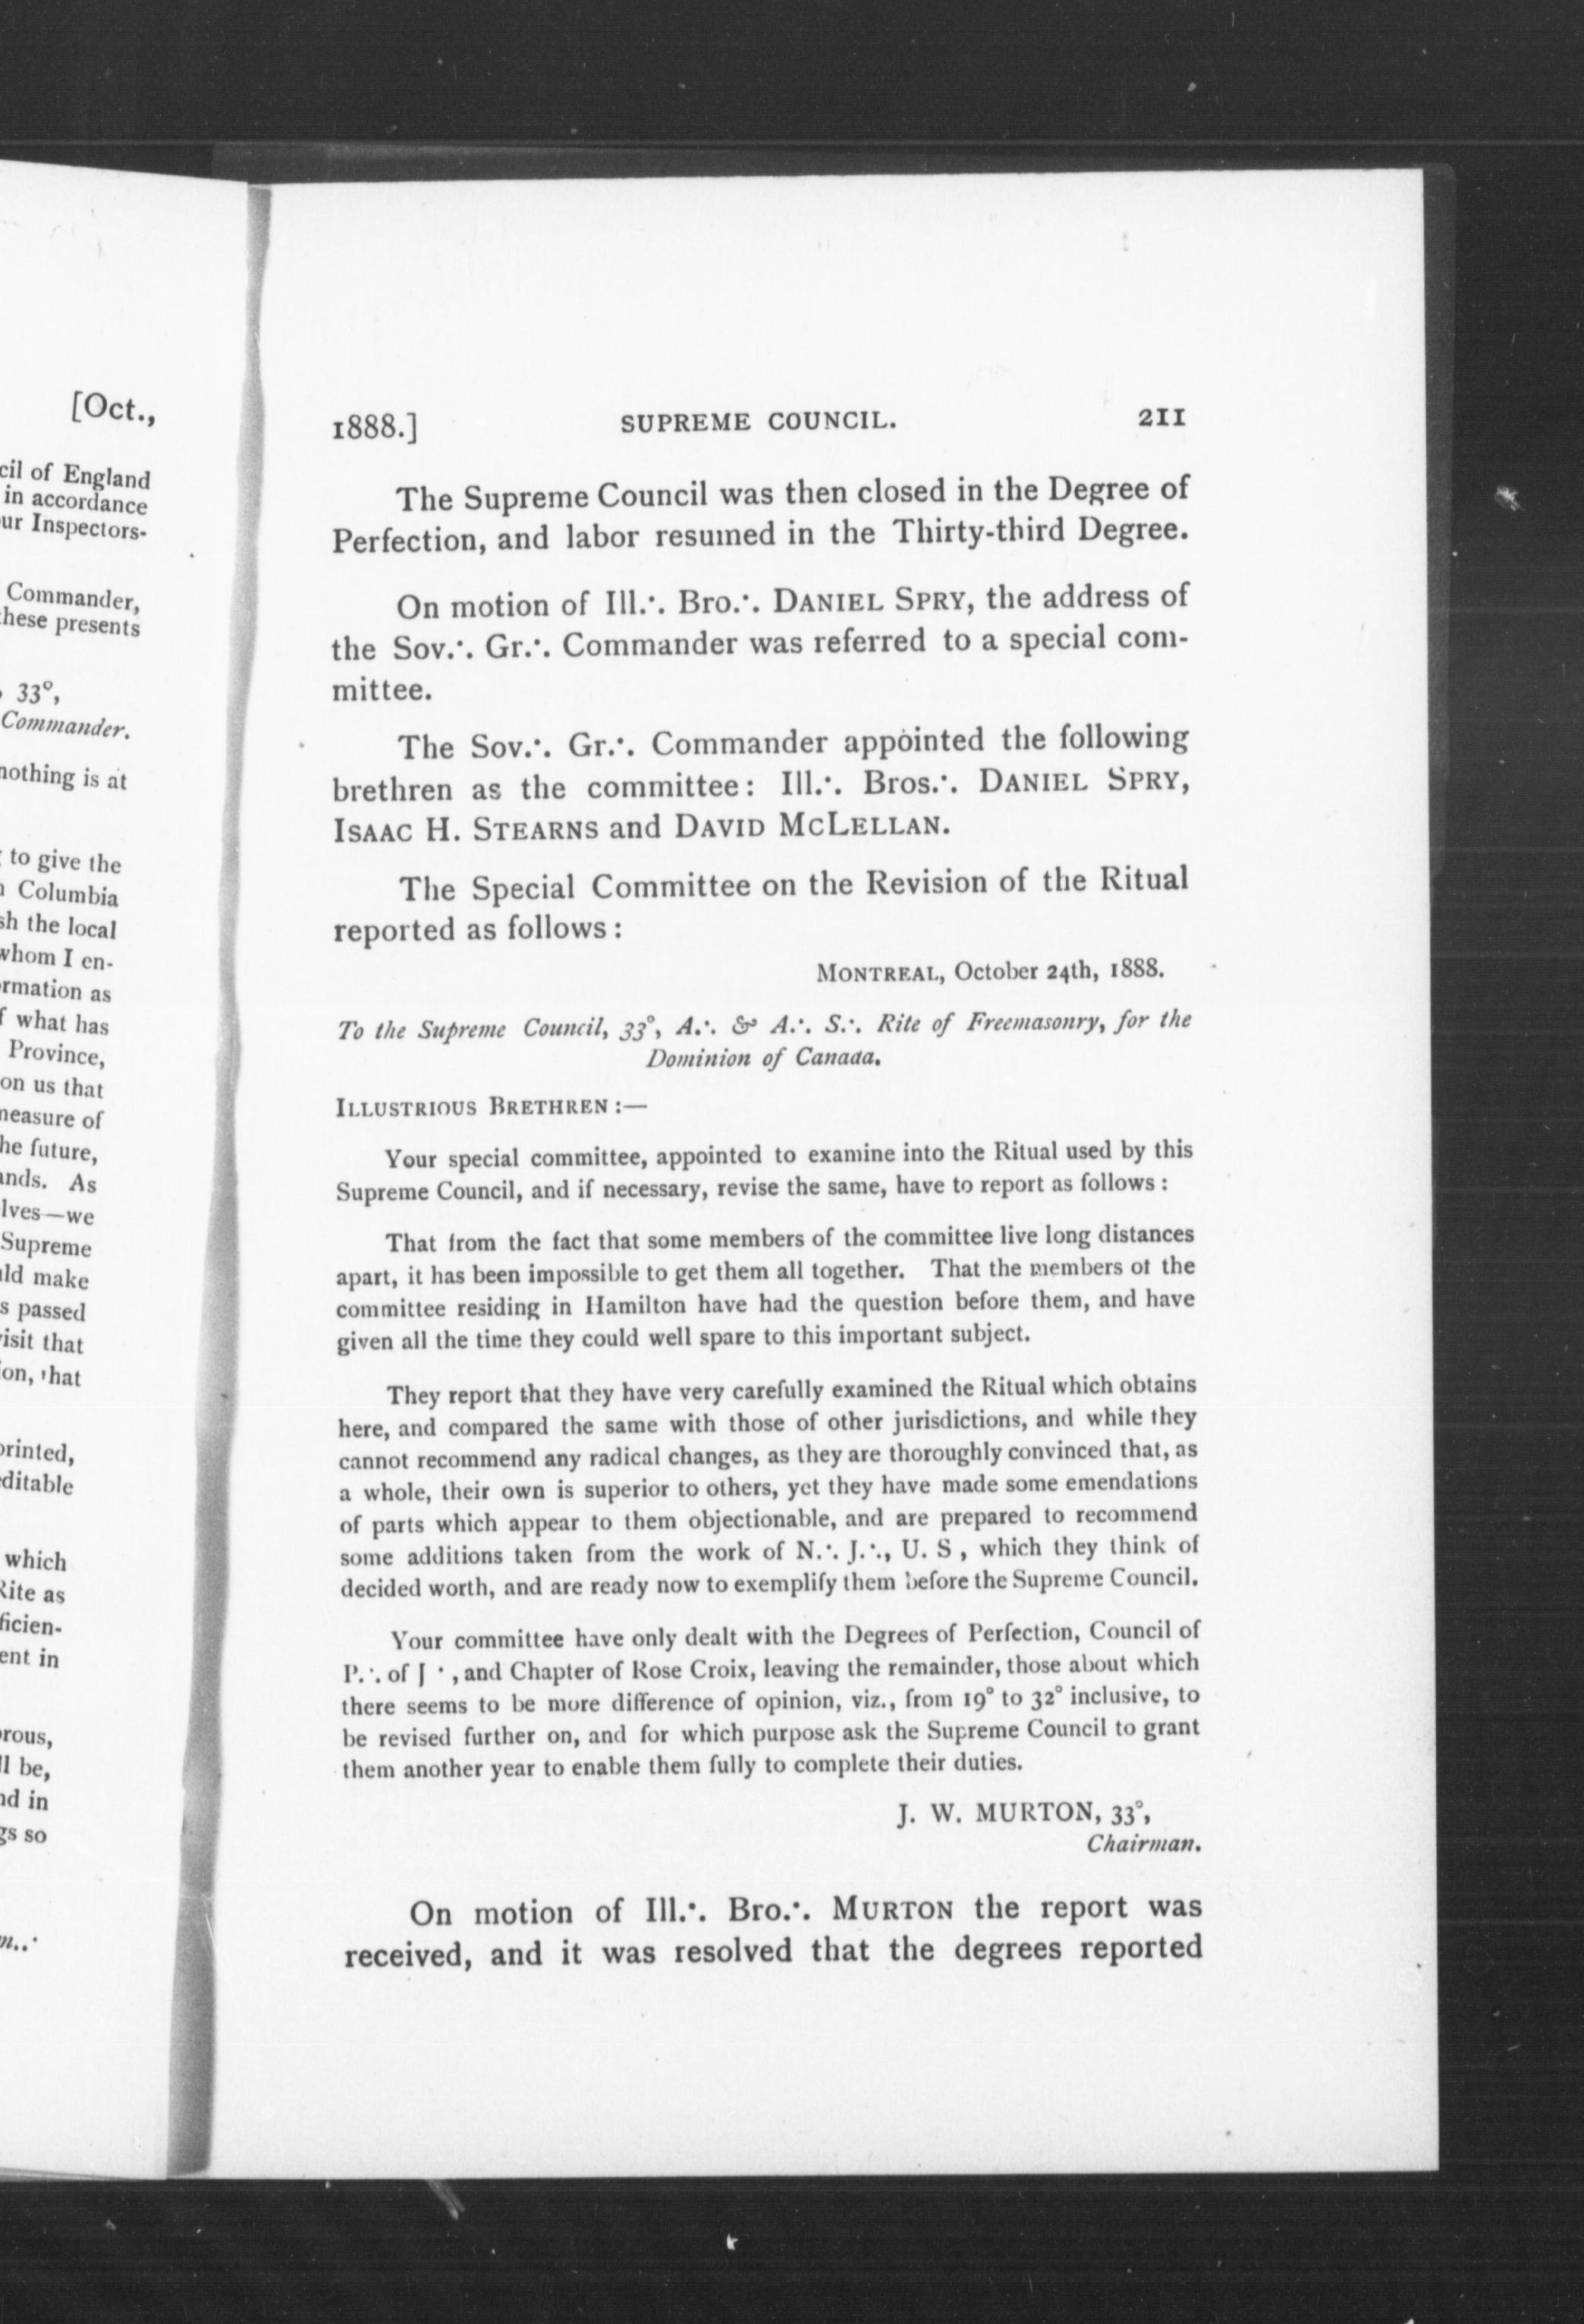 [Oct.,
cil of England
in accordance
ur Inspectors-
Commander,
these presents
, 33°,
Commander.
nothing is at
to give the
Columbia
sh the local
whom I en-
rmation as
f what has
Province,
on us that
measure of
he future,
ands. As
lves—we
Supreme
uld make
s passed
visit that
ion, that
printed,
ditable
which
Rite as
ficien-
ent in
orous,
ll be,
nd in
gs so
1888.] SUPREME COUNCIL. 211
The Supreme Council was then closed in the Degree of
Perfection, and labor resumed in the Thirty-third Degree.
On motion of Ill.·. Bro.·. DANIEL SPRY, the address of
the Sov.·. Gr.·. Commander was referred to a special com-
mittee.
The Sov.·. Gr.·. Commander appointed the following
brethren as the committee: Ill.·. Bros.·. DANIEL SPRY,
ISAAC H. STEARNS and DAVID MCLELLAN.
The Special Committee on the Revision of the Ritual
reported as follows:
MONTREAL, October 24th, 1888.
To the Supreme Council, 33°, A.·. & A.·. S.·. Rite of Freemasonry, for the
Dominion of Canada.
ILLUSTRIOUS BRETHREN:—
Your special committee, appointed to examine into the Ritual used by this
Supreme Council, and if necessary, revise the same, have to report as follows:
That from the fact that some members of the committee live long distances
apart, it has been impossible to get them all together. That the members of the
committee residing in Hamilton have had the question before them, and have
given all the time they could well spare to this important subject.
They report that they have very carefully examined the Ritual which obtains
here, and compared the same with those of other jurisdictions, and while they
cannot recommend any radical changes, as they are thoroughly convinced that, as
a whole, their own is superior to others, yet they have made some emendations
of parts which appear to them objectionable, and are prepared to recommend
some additions taken from the work of N.·. J.·., U. S , which they think of
decided worth, and are ready now to exemplify them before the Supreme Council.
Your committee have only dealt with the Degrees of Perfection, Council of
P.·. of J · , and Chapter of Rose Croix, leaving the remainder, those about which
there seems to be more difference of opinion, viz., from 19° to 32° inclusive, to
be revised further on, and for which purpose ask the Supreme Council to grant
them another year to enable them fully to complete their duties.
J. W. MURTON, 33°,
Chairman.
On motion of Ill.·. Bro.·. MURTON the report was
received, and it was resolved that the degrees reported